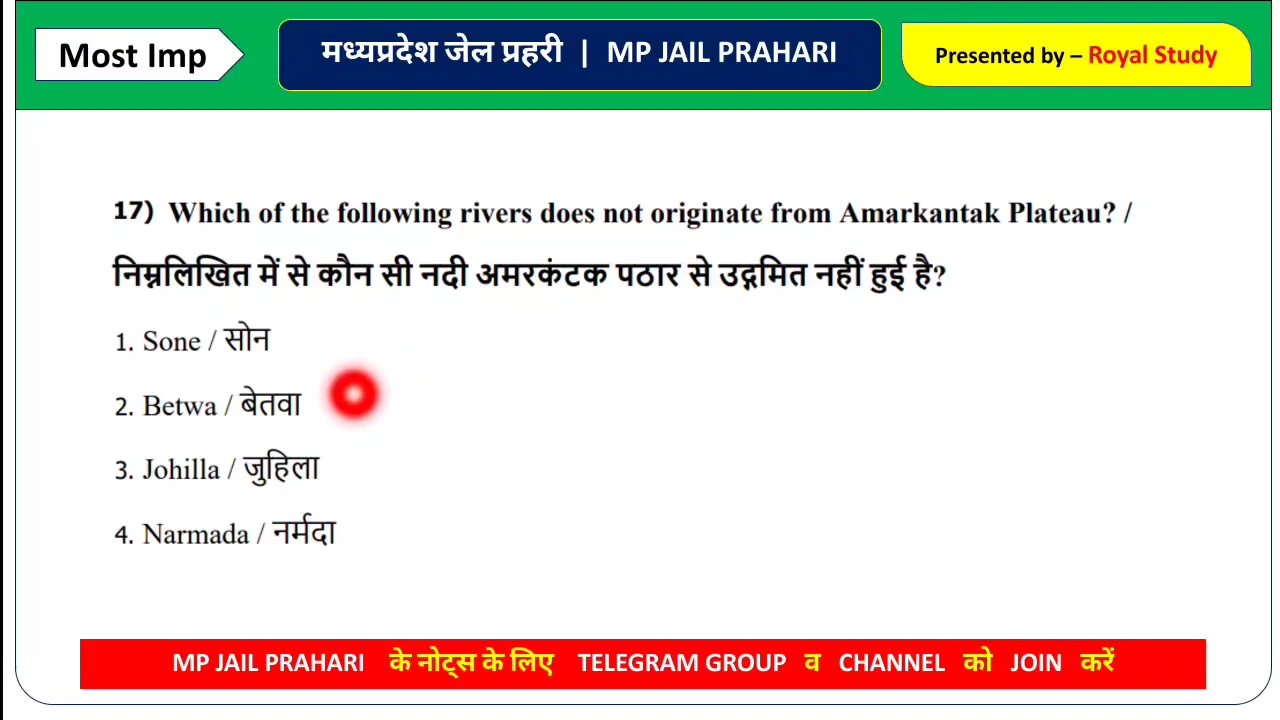 Most Imp
मध्यप्रदेश जेल प्रहरी | MP JAIL PRAHARI
Presented by – Royal Study
17) Which of the following rivers does not originate from Amarkantak Plateau? /
निम्नलिखित में से कौन सी नदी अमरकंटक पठार से उद्गमित नहीं हुई है?
1. Sone / सोन
2. Betwa / बेतवा
3. Johilla / जुहिला
4. Narmada / नर्मदा
MP JAIL PRAHARI के नोट्स के लिए TELEGRAM GROUP व CHANNEL को JOIN करें